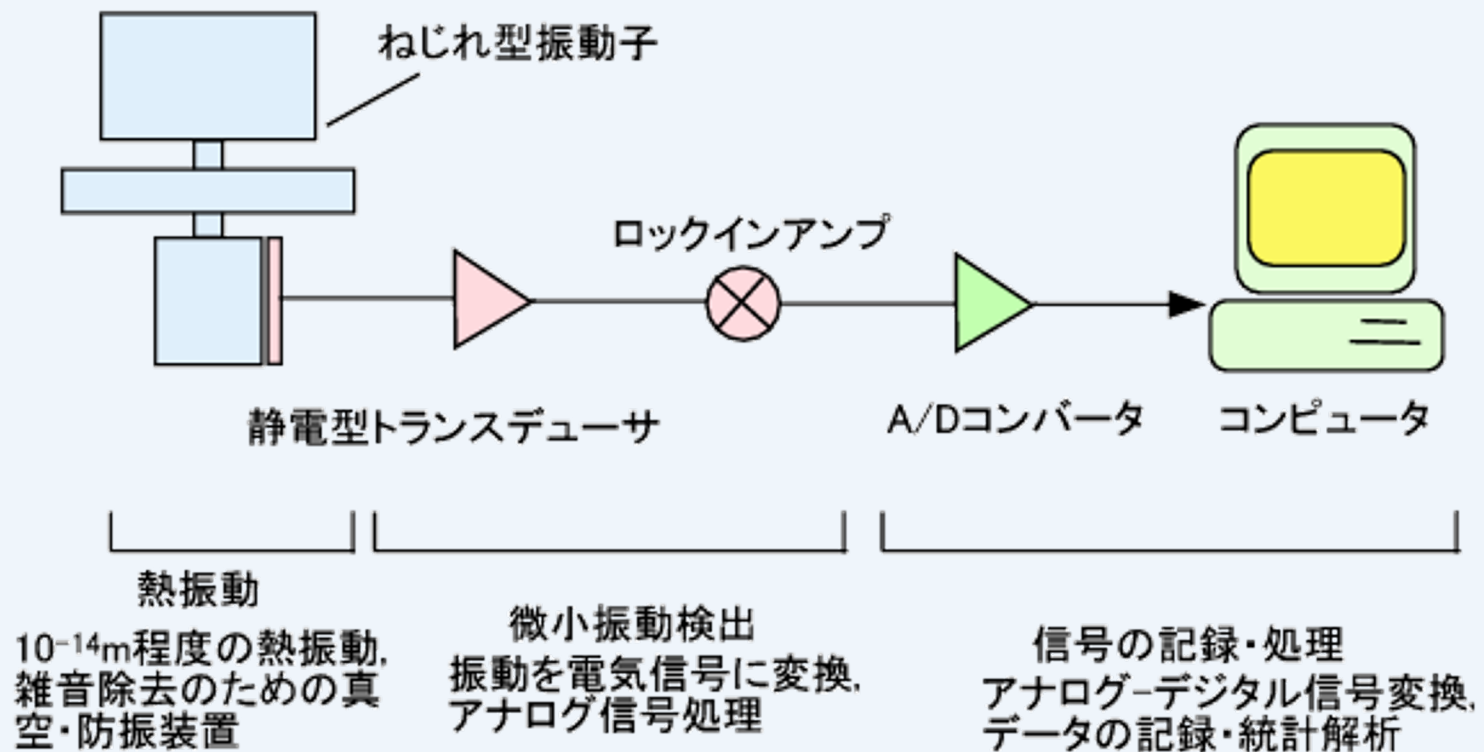 ねじれ型振動子
ロックインアンプ
静電型トランスデューサ
A/Dコンバータ
コンピュータ
熱振動
10⁻¹⁴m程度の熱振動,
雑音除去のための真
空・防振装置
微小振動検出
振動を電気信号に変換,
アナログ信号処理
信号の記録・処理
アナログ-デジタル信号変換,
データの記録・統計解析